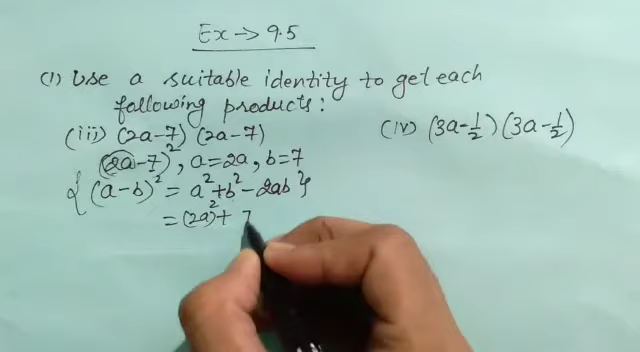 Ex → 9.5
(1) Use a suitable identity to get each
following products:
(iii) (2a-7) (2a-7)
(iv) (3a-1/2) (3a-1/2)
(2a-7)², a=2a, b=7
{(a-b)² = a²+b²-2ab}
= (2a)²+ 7